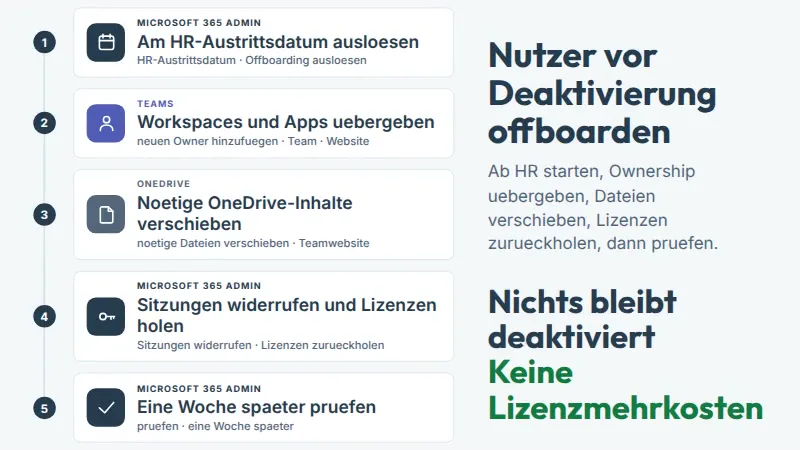 1
MICROSOFT 365 ADMIN
Am HR-Austrittsdatum ausloesen
HR-Austrittsdatum · Offboarding ausloesen
2
TEAMS
Workspaces und Apps uebergeben
neuen Owner hinzufuegen · Team · Website
3
ONEDRIVE
Noetige OneDrive-Inhalte
verschieben
noetige Dateien verschieben · Teamwebsite
4
MICROSOFT 365 ADMIN
Sitzungen widerrufen und Lizenzen
holen
Sitzungen widerrufen · Lizenzen zurueckholen
5
MICROSOFT 365 ADMIN
Eine Woche spaeter pruefen
pruefen · eine Woche spaeter
Nutzer vor
Deaktivierung
offboarden
Ab HR starten, Ownership
uebergeben, Dateien
verschieben, Lizenzen
zurueckholen, dann pruefen.
Nichts bleibt
deaktiviert
Keine
Lizenzmehrkosten